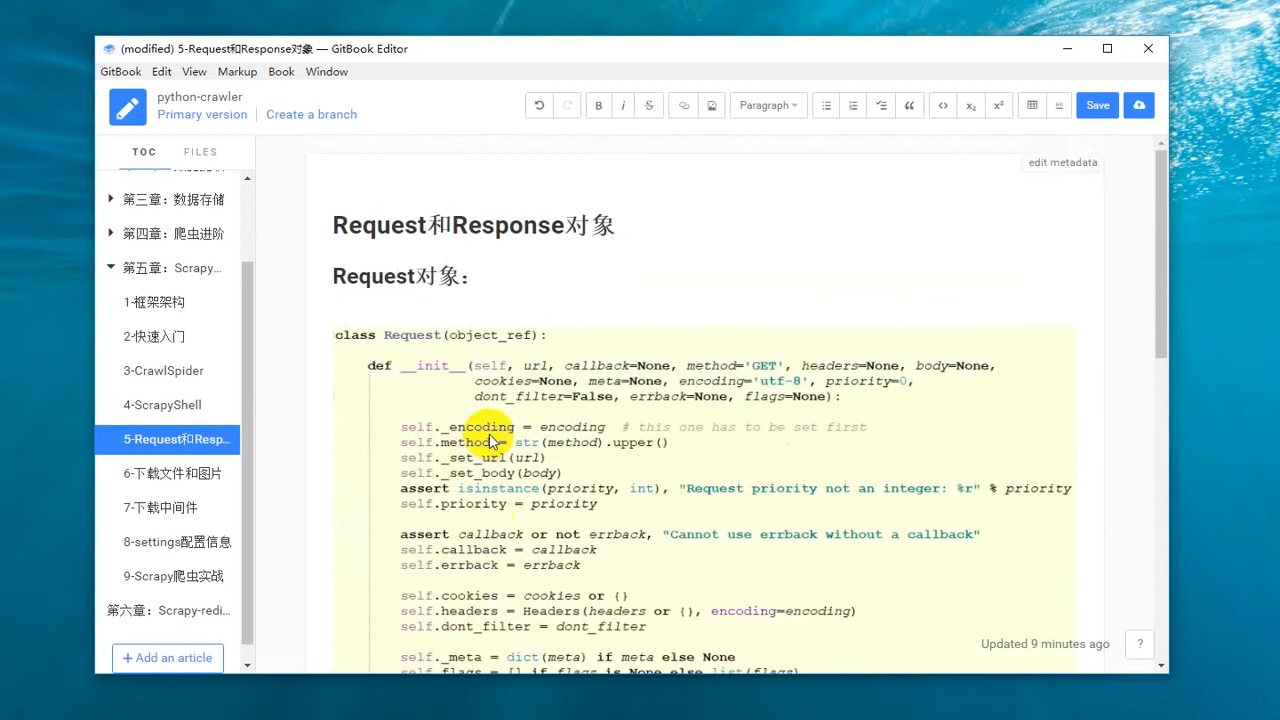 (modified) 5-Request和Response对象 — GitBook Editor
GitBook Edit View Markup Book Window
python-crawler
Primary version Create a branch
B i S Paragraph Save
TOC FILES
edit metadata
第三章：数据存储
第四章：爬虫进阶
第五章：Scrapy...
1-框架架构
2-快速入门
3-CrawlSpider
4-ScrapyShell
5-Request和Resp...
6-下载文件和图片
7-下载中间件
8-settings配置信息
9-Scrapy爬虫实战
第六章：Scrapy-redi...
+ Add an article
Request和Response对象
Request对象：
class Request(object_ref):
def __init__(self, url, callback=None, method='GET', headers=None, body=None,
cookies=None, meta=None, encoding='utf-8', priority=0,
dont_filter=False, errback=None, flags=None):
self._encoding = encoding # this one has to be set first
self.method = str(method).upper()
self._set_url(url)
self._set_body(body)
assert isinstance(priority, int), "Request priority not an integer: %r" % priority
self.priority = priority
assert callback or not errback, "Cannot use errback without a callback"
self.callback = callback
self.errback = errback
self.cookies = cookies or {}
self.headers = Headers(headers or {}, encoding=encoding)
self.dont_filter = dont_filter
self._meta = dict(meta) if meta else None
self.flags = [] if flags is None else list(flags)
Updated 9 minutes ago
?